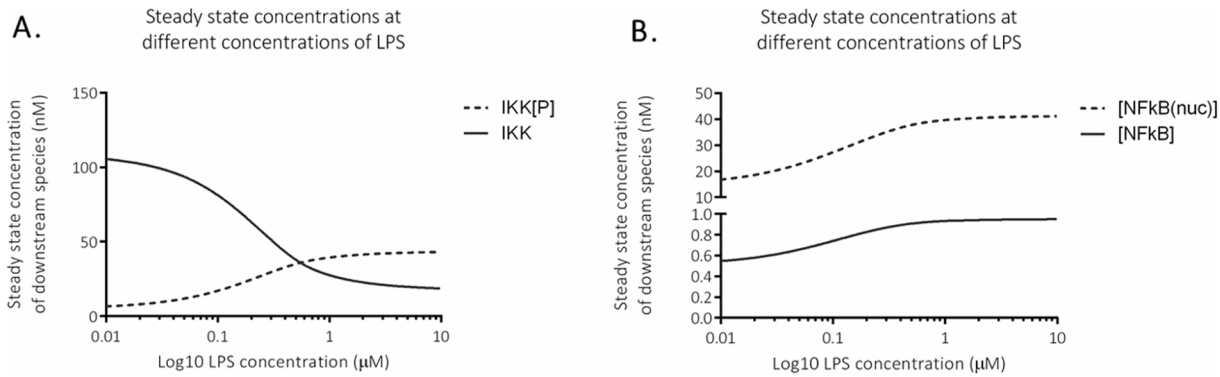 A.
Steady state concentrations at
different concentrations of LPS
Steady state concentration
of downstream species (nM)
150
100
50
0
0.01
0.1
1
10
Log10 LPS concentration (µM)
IKK[P]
IKK
B.
Steady state concentrations at
different concentrations of LPS
Steady state concentration
of downstream species (nM)
50
40
30
20
10
1.0
0.8
0.6
0.4
0.2
0.0
0.01
0.1
1
10
Log10 LPS concentration (µM)
[NFkB(nuc)]
[NFkB]